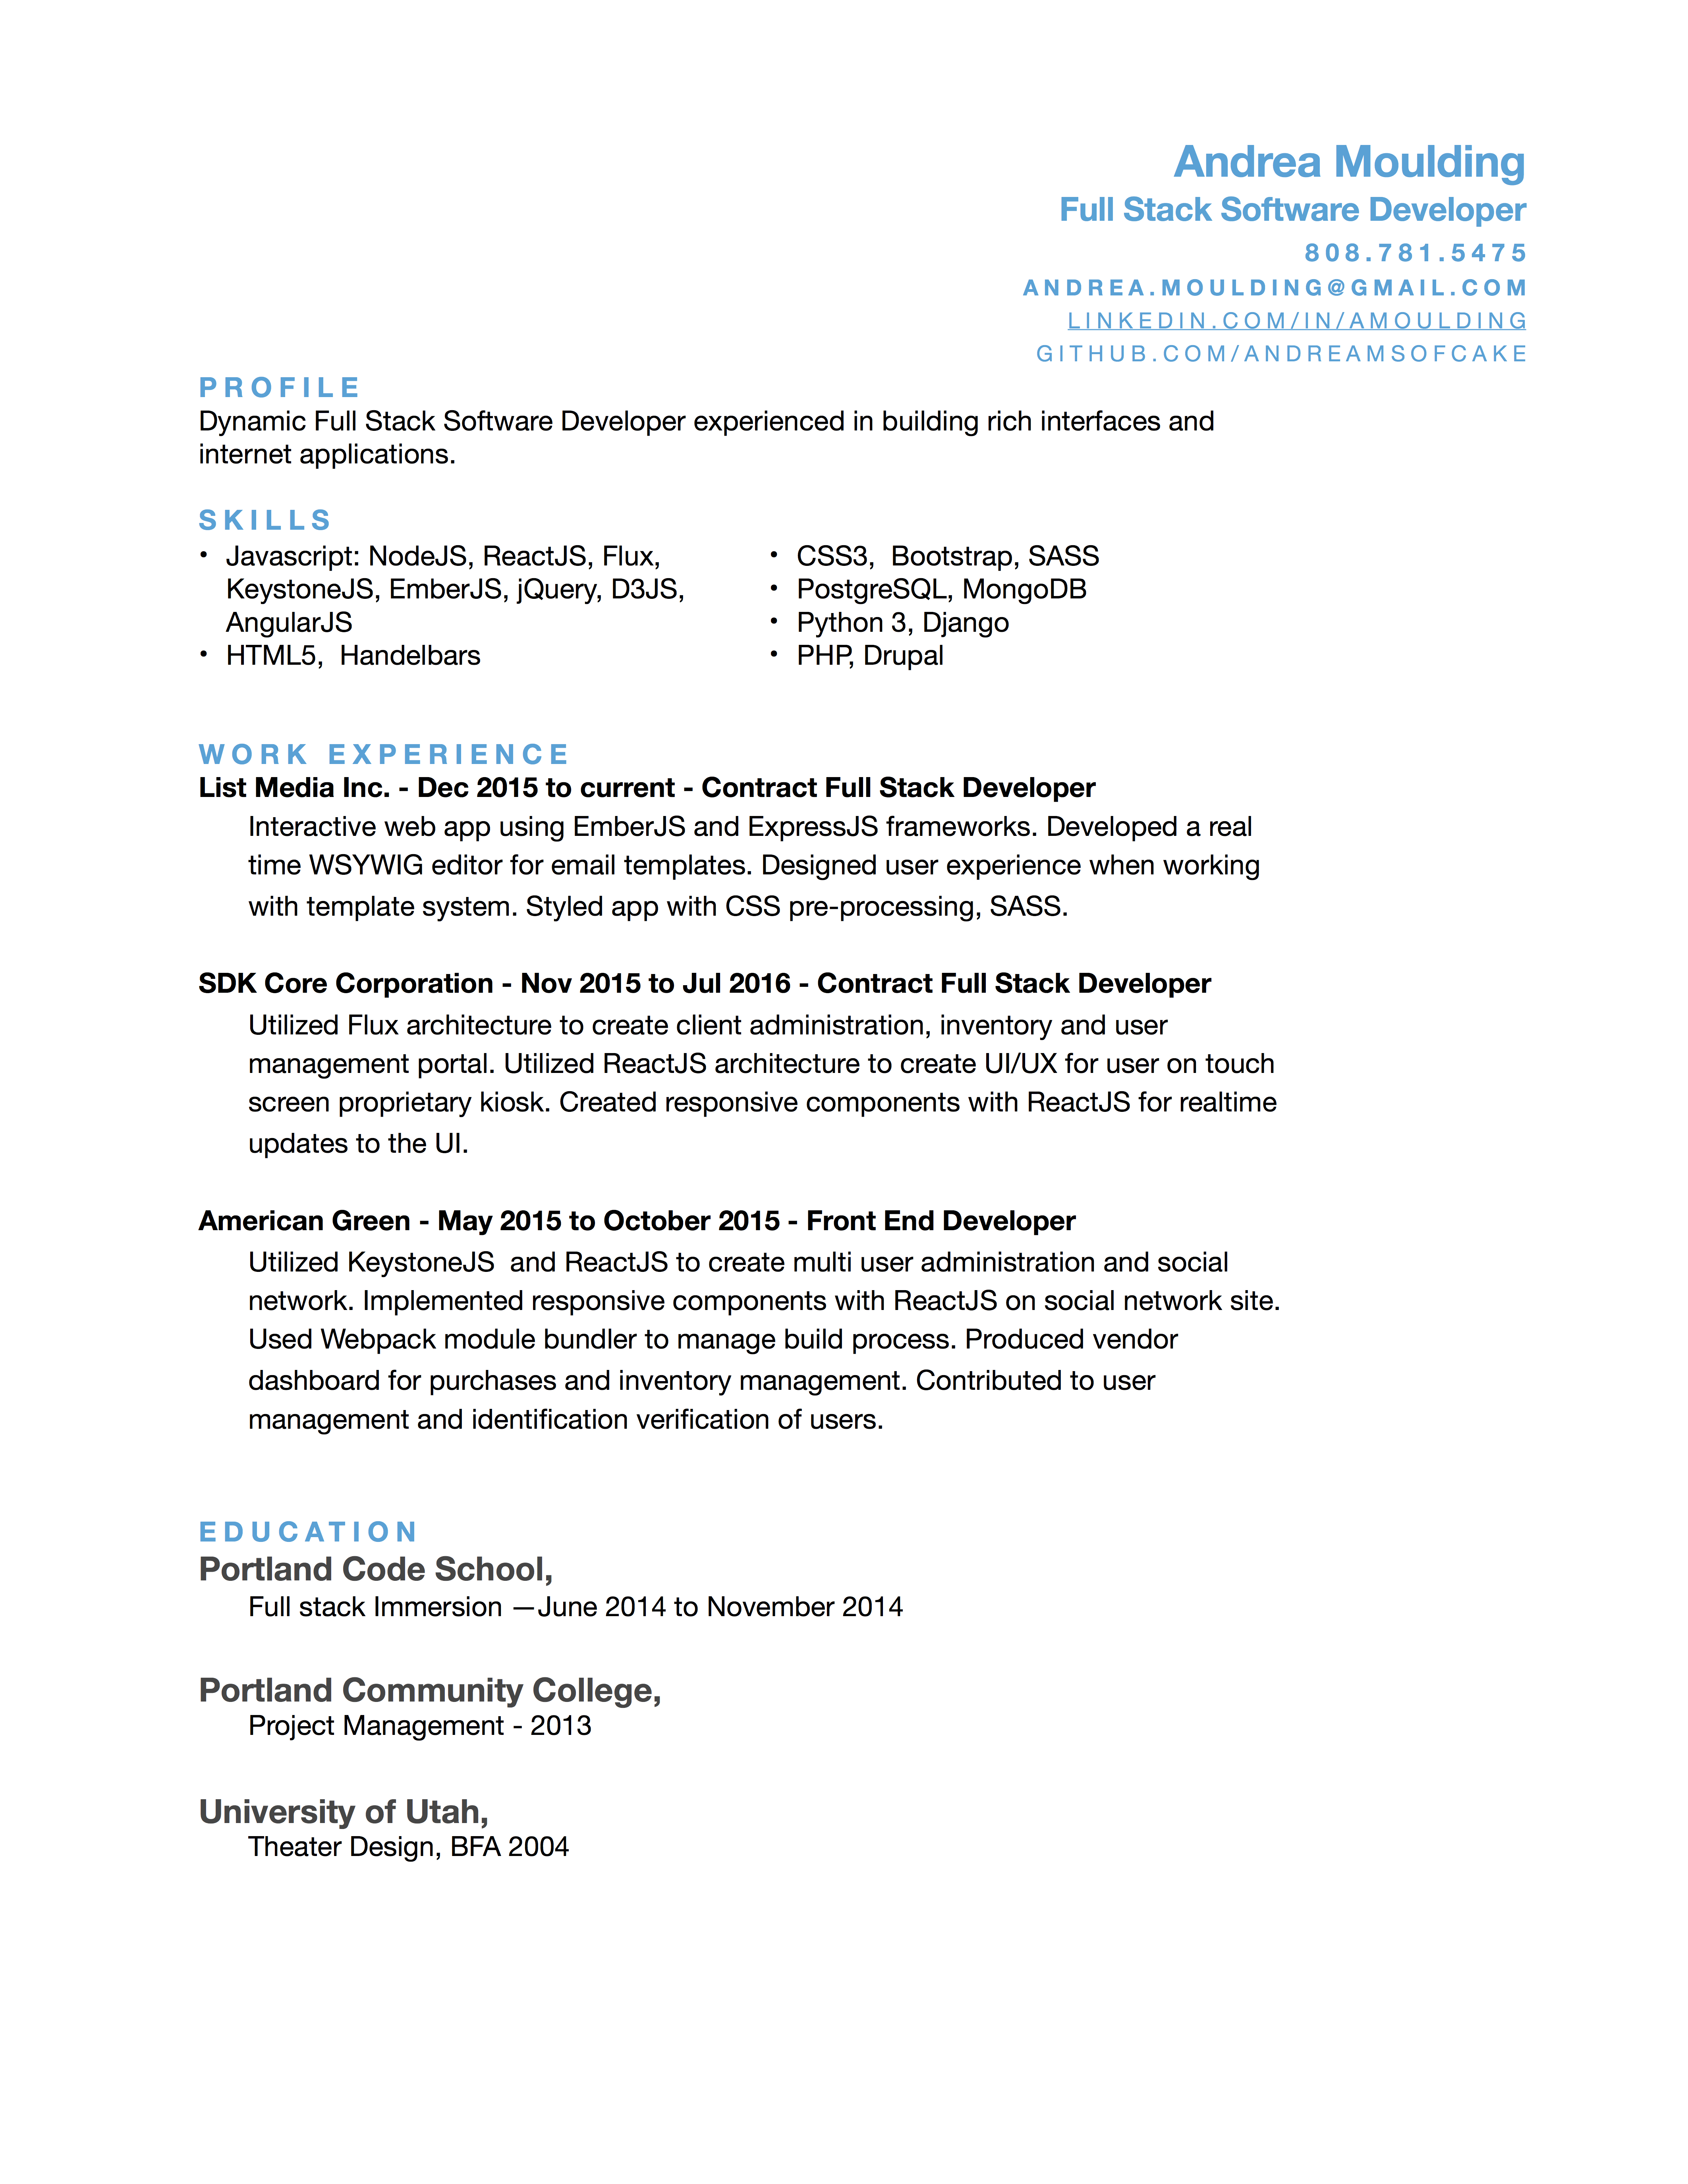 Andrea Moulding
Full Stack Software Developer
808.781.5475
ANDREA.MOULDING@GMAIL.COM
LINKEDIN.COM/IN/AMOULDING
GITHUB.COM/ANDREAMSOFCAKE
PROFILE
Dynamic Full Stack Software Developer experienced in building rich interfaces and
internet applications.
SKILLS
• Javascript: NodeJS, ReactJS, Flux,
KeystoneJS, EmberJS, jQuery, D3JS,
AngularJS
• HTML5,  Handelbars
• CSS3,  Bootstrap, SASS
• PostgreSQL, MongoDB
• Python 3, Django
• PHP, Drupal
WORK EXPERIENCE
List Media Inc. - Dec 2015 to current - Contract Full Stack Developer
Interactive web app using EmberJS and ExpressJS frameworks. Developed a real
time WSYWIG editor for email templates. Designed user experience when working
with template system. Styled app with CSS pre-processing, SASS.
SDK Core Corporation - Nov 2015 to Jul 2016 - Contract Full Stack Developer
Utilized Flux architecture to create client administration, inventory and user
management portal. Utilized ReactJS architecture to create UI/UX for user on touch
screen proprietary kiosk. Created responsive components with ReactJS for realtime
updates to the UI.
American Green - May 2015 to October 2015 - Front End Developer
Utilized KeystoneJS  and ReactJS to create multi user administration and social
network. Implemented responsive components with ReactJS on social network site.
Used Webpack module bundler to manage build process. Produced vendor
dashboard for purchases and inventory management. Contributed to user
management and identification verification of users.
EDUCATION
Portland Code School,
Full stack Immersion —June 2014 to November 2014
Portland Community College,
Project Management - 2013
University of Utah,
Theater Design, BFA 2004